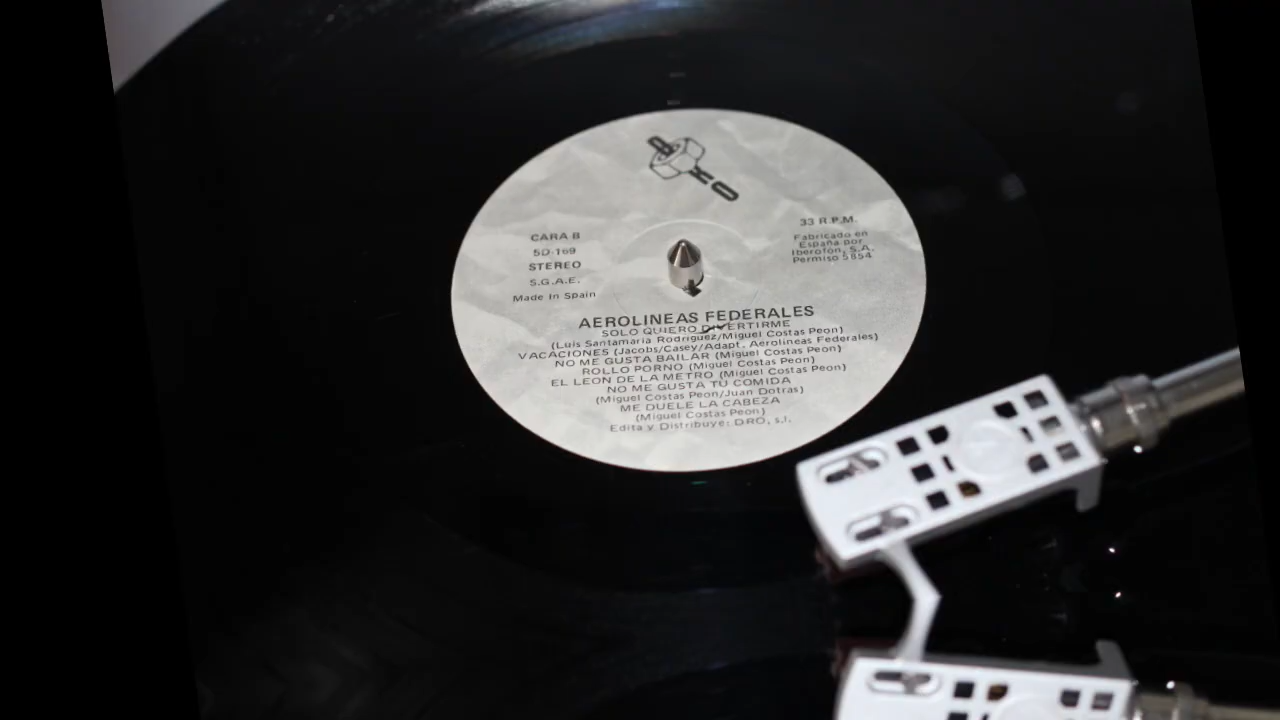 DRO
CARA B
5D-169
STEREO
S.G.A.E.
Made in Spain
33 R.P.M.
Fabricado en
España por
Iberofón, S.A.
Permiso 5854
AEROLINEAS FEDERALES
SOLO QUIERO DIVERTIRME
(Luis Santamaria Rodriguez/Miguel Costas Peon)
VACACIONES (Jacobs/Casey/Adapt. Aerolineas Federales)
NO ME GUSTA BAILAR (Miguel Costas Peon)
ROLLO PORNO (Miguel Costas Peon)
EL LEON DE LA METRO (Miguel Costas Peon)
NO ME GUSTA TU COMIDA
(Miguel Costas Peon/Juan Dotras)
ME DUELE LA CABEZA
(Miguel Costas Peon)
Edita y Distribuye: DRO, s.l.